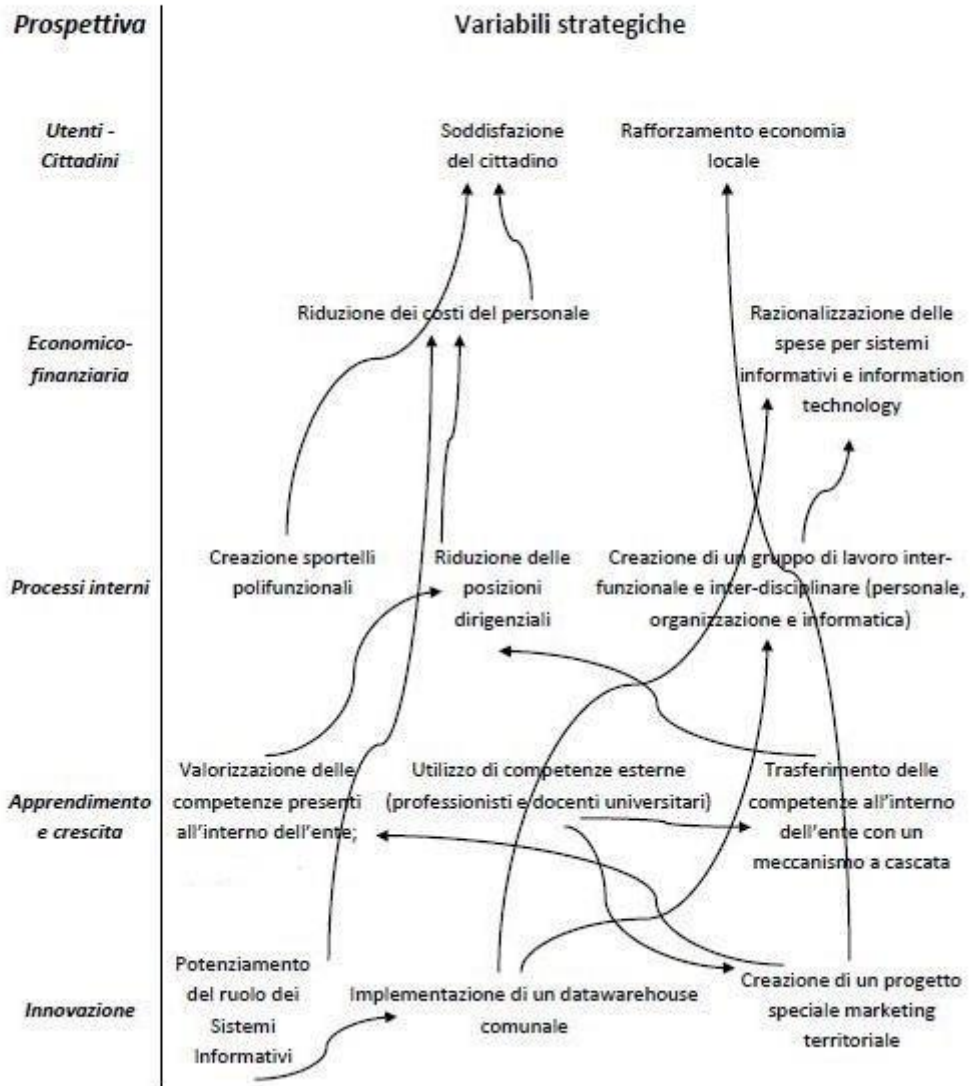 Prospettiva
Variabili strategiche
Utenti -
Cittadini
Soddisfazione
del cittadino
Rafforzamento economia
locale
Economico-
finanziaria
Riduzione dei costi del personale
Razionalizzazione delle
spese per sistemi
informativi e information
technology
Processi interni
Creazione sportelli
polifunzionali
Riduzione delle
posizioni
dirigenziali
Creazione di un gruppo di lavoro inter-
funzionale e inter-disciplinare (personale,
organizzazione e informatica)
Apprendimento
e crescita
Valorizzazione delle
competenze presenti
all'interno dell'ente;
Utilizzo di competenze esterne
(professionisti e docenti universitari)
Trasferimento delle
competenze all'interno
dell'ente con un
meccanismo a cascata
Innovazione
Potenziamento
del ruolo dei
Sistemi
Informativi
Implementazione di un datawarehouse
comunale
Creazione di un progetto
speciale marketing
territoriale